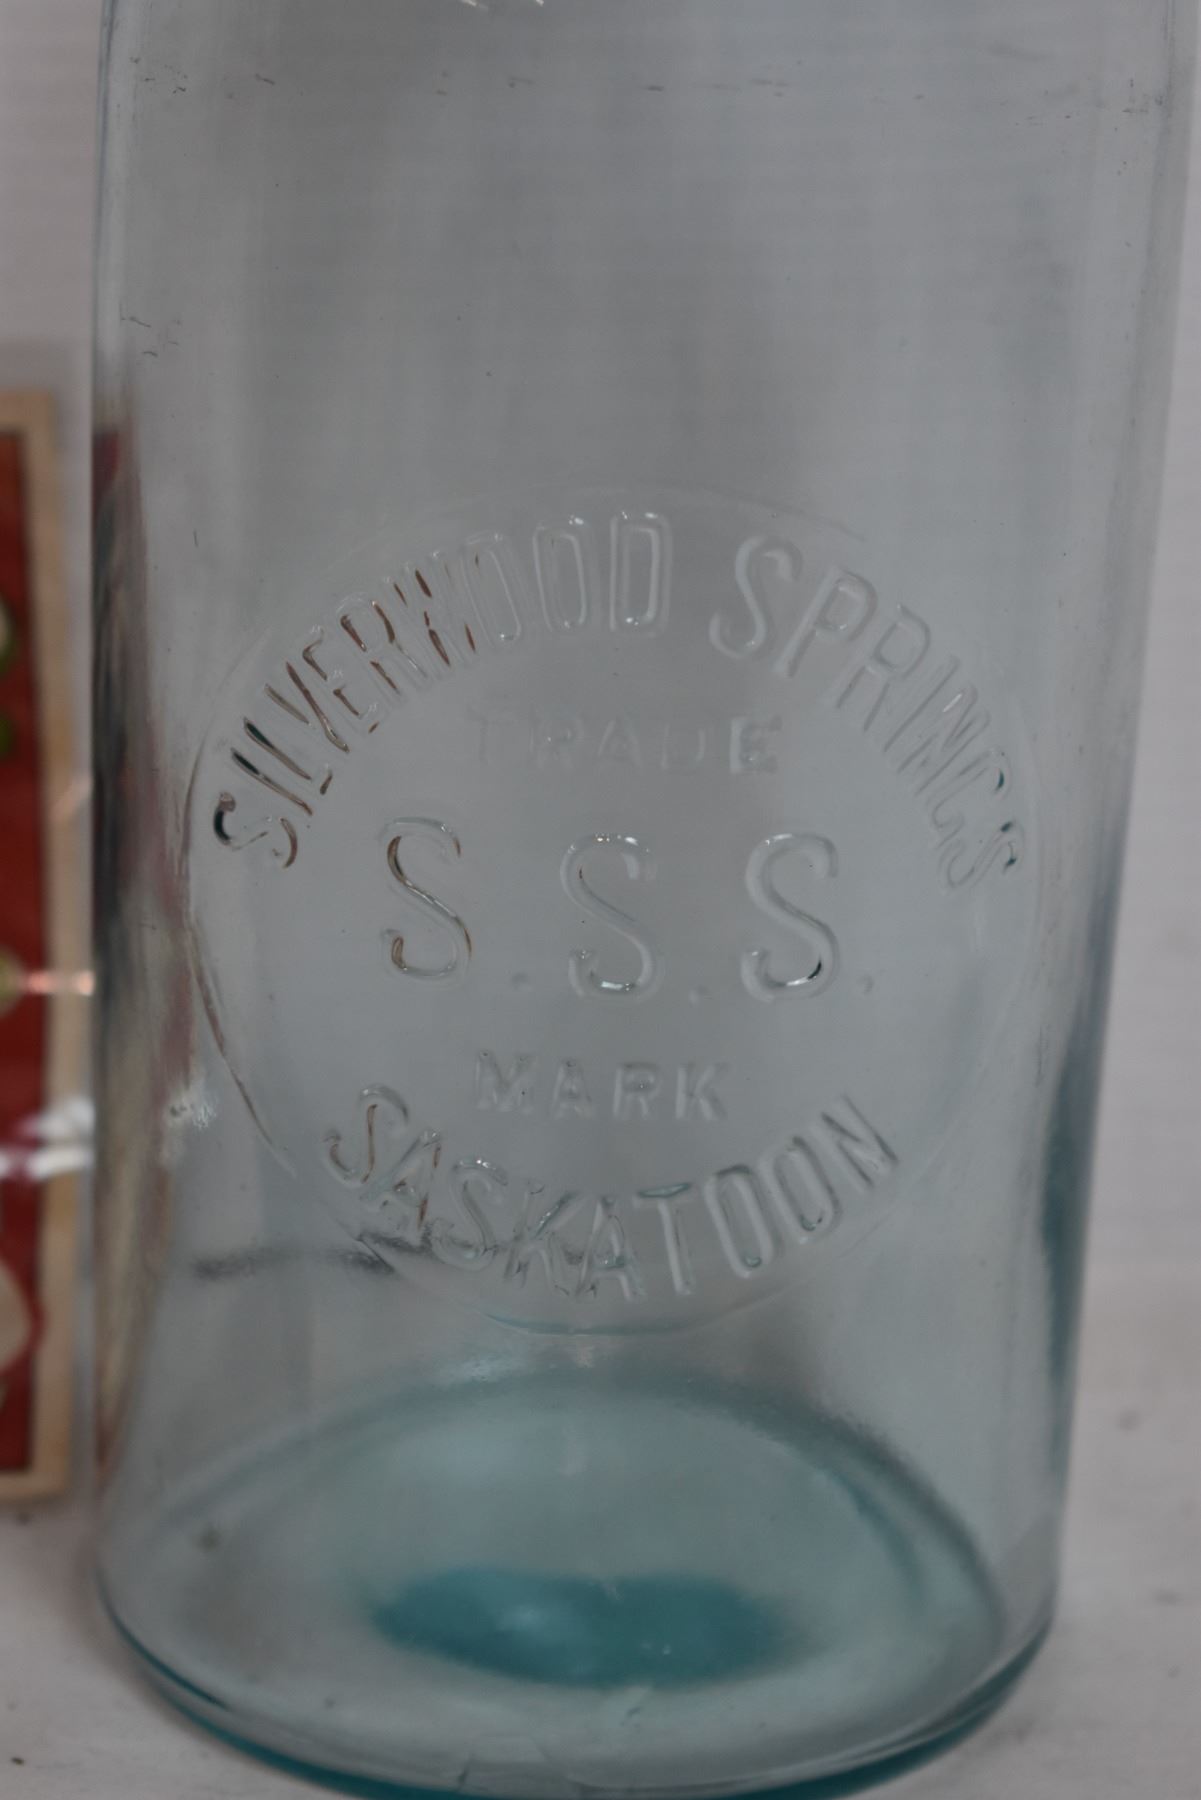 SILVERWOOD SPRINGS
TRADE
S.S.S.
MARK
SASKATOON